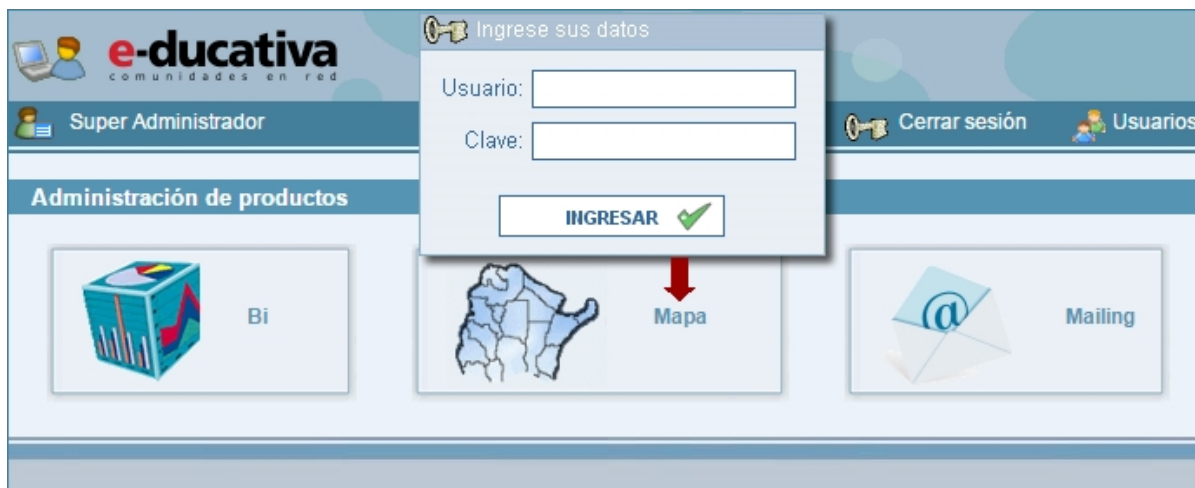 Ingrese sus datos
e-ducativa
comunidades en red
Usuario:
Super Administrador
Clave:
Cerrar sesión
Usuarios
Administración de productos
INGRESAR
Bi
Mapa
@
Mailing